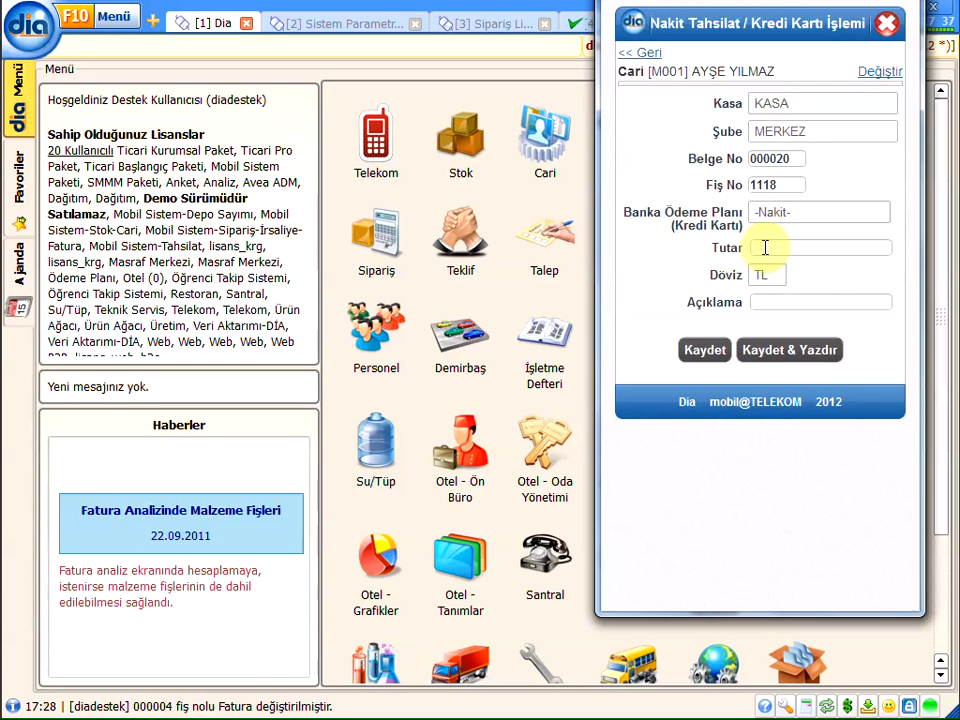 dia
F10 Menü
[1] Dia
[2] Sistem Parametr...
[3] Sipariş Li...
Menü
dia Menü
Favoriler
Ajanda
15
Hoşgeldiniz Destek Kullanıcısı (diadestek)
Sahip Olduğunuz Lisanslar
20 Kullanıcılı Ticari Kurumsal Paket, Ticari Pro
Paket, Ticari Başlangıç Paketi, Mobil Sistem
Paketi, SMMM Paketi, Anket, Analiz, Avea ADM,
Dağıtım, Dağıtım, Demo Sürümüdür
Satılamaz, Mobil Sistem-Depo Sayımı, Mobil
Sistem-Stok-Cari, Mobil Sistem-Sipariş-İrsaliye-
Fatura, Mobil Sistem-Tahsilat, lisans_krg,
lisans_krg, Masraf Merkezi, Masraf Merkezi,
Ödeme Planı, Otel (0), Öğrenci Takip Sistemi,
Öğrenci Takip Sistemi, Restoran, Santral,
Su/Tüp, Teknik Servis, Telekom, Telekom, Ürün
Ağacı, Ürün Ağacı, Üretim, Veri Aktarımı-DİA,
Veri Aktarımı-DİA, Web, Web, Web, Web, Web
Yeni mesajınız yok.
Haberler
Fatura Analizinde Malzeme Fişleri
22.09.2011
Fatura analiz ekranında hesaplamaya,
istenirse malzeme fişlerinin de dahil
edilebilmesi sağlandı.
Telekom
Stok
Cari
Sipariş
Teklif
Talep
Personel
Demirbaş
İşletme
Defteri
Su/Tüp
Otel - Ön
Büro
Otel - Oda
Yönetimi
Otel -
Grafikler
Otel -
Tanımlar
Santral
dia Nakit Tahsilat / Kredi Kartı İşlemi
<< Geri
Cari [M001] AYŞE YILMAZ
Değiştir
Kasa KASA
Şube MERKEZ
Belge No 000020
Fiş No 1118
Banka Ödeme Planı -Nakit-
(Kredi Kartı)
Tutar
Döviz TL
Açıklama
Kaydet
Kaydet & Yazdır
Dia mobil@TELEKOM 2012
17:28 | [diadestek] 000004 fiş nolu Fatura değiştirilmiştir.